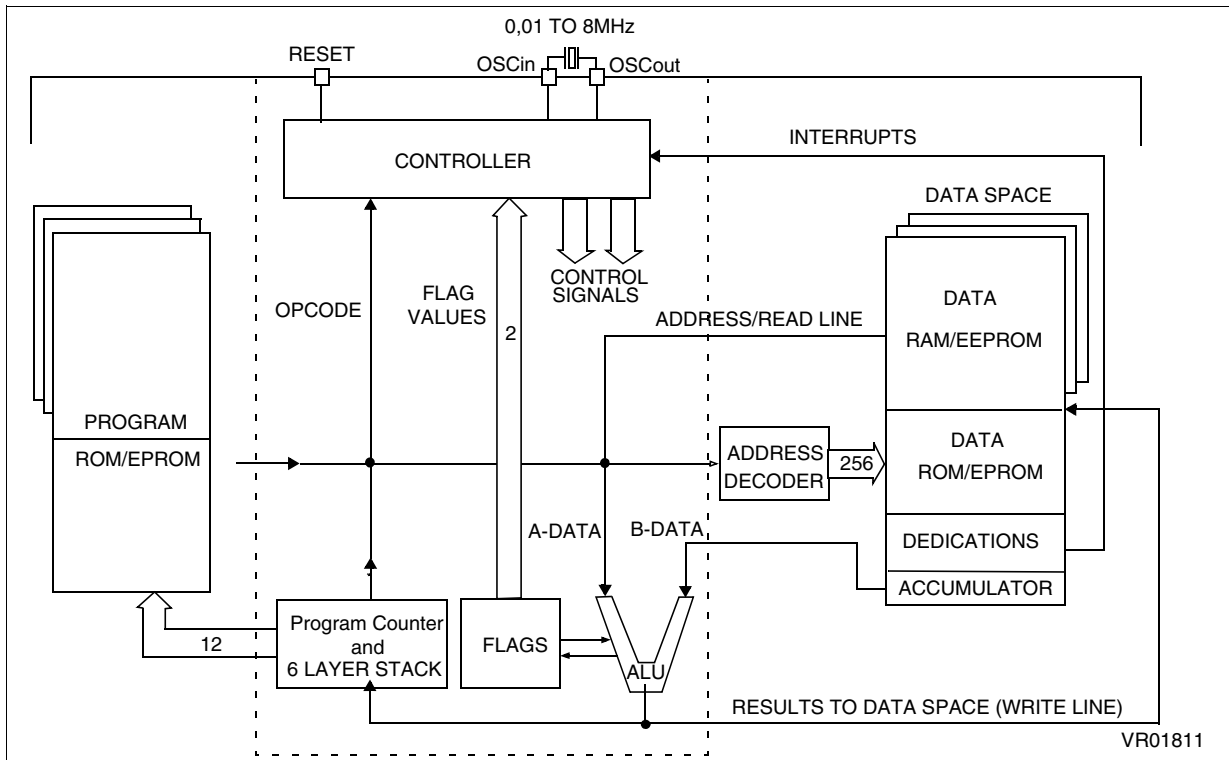 0,01 TO 8MHz
RESET
OSCin
OSCout
INTERRUPTS
CONTROLLER
DATA SPACE
OPCODE
FLAG
VALUES
2
CONTROL
SIGNALS
ADDRESS/READ LINE
DATA
RAM/EEPROM
PROGRAM
ROM/EPROM
ADDRESS
DECODER
256
DATA
ROM/EPROM
A-DATA
B-DATA
DEDICATIONS
ACCUMULATOR
12
Program Counter
and
6 LAYER STACK
FLAGS
ALU
RESULTS TO DATA SPACE (WRITE LINE)
VR01811